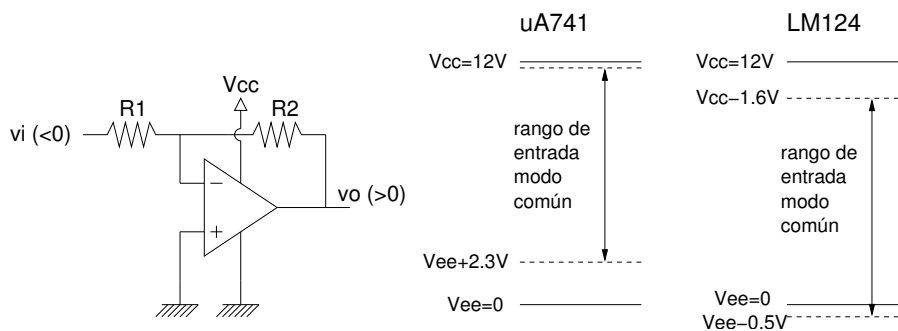 uA741
LM124
Vcc
R1
R2
vi (<0)
−
+
vo (>0)
Vcc=12V
rango de
entrada
modo
común
Vee+2.3V
Vee=0
Vcc=12V
Vcc−1.6V
rango de
entrada
modo
común
Vee=0
Vee−0.5V